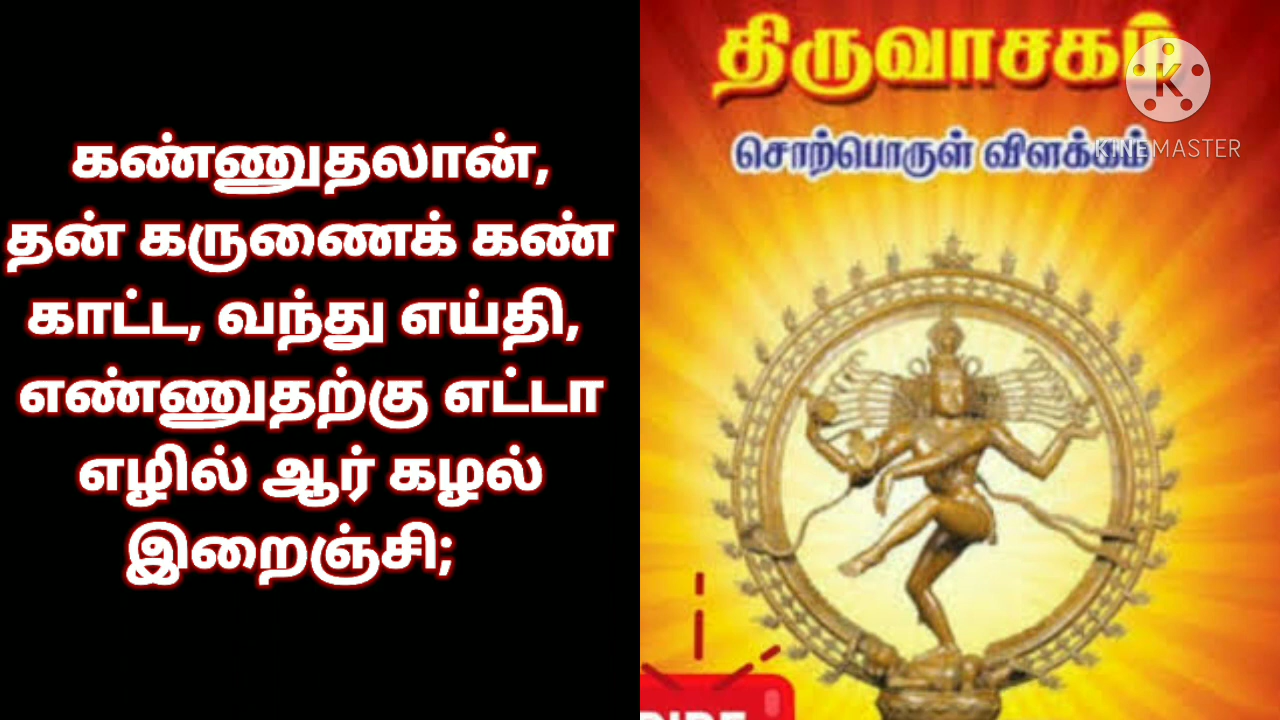 கண்ணுதலான்,
தன் கருணைக் கண்
காட்ட, வந்து எய்தி,
எண்ணுதற்கு எட்டா
எழில் ஆர் கழல்
இறைஞ்சி;
திருவாசகம்
சொற்பொருள் விளக்கம்
K
KINEMASTER